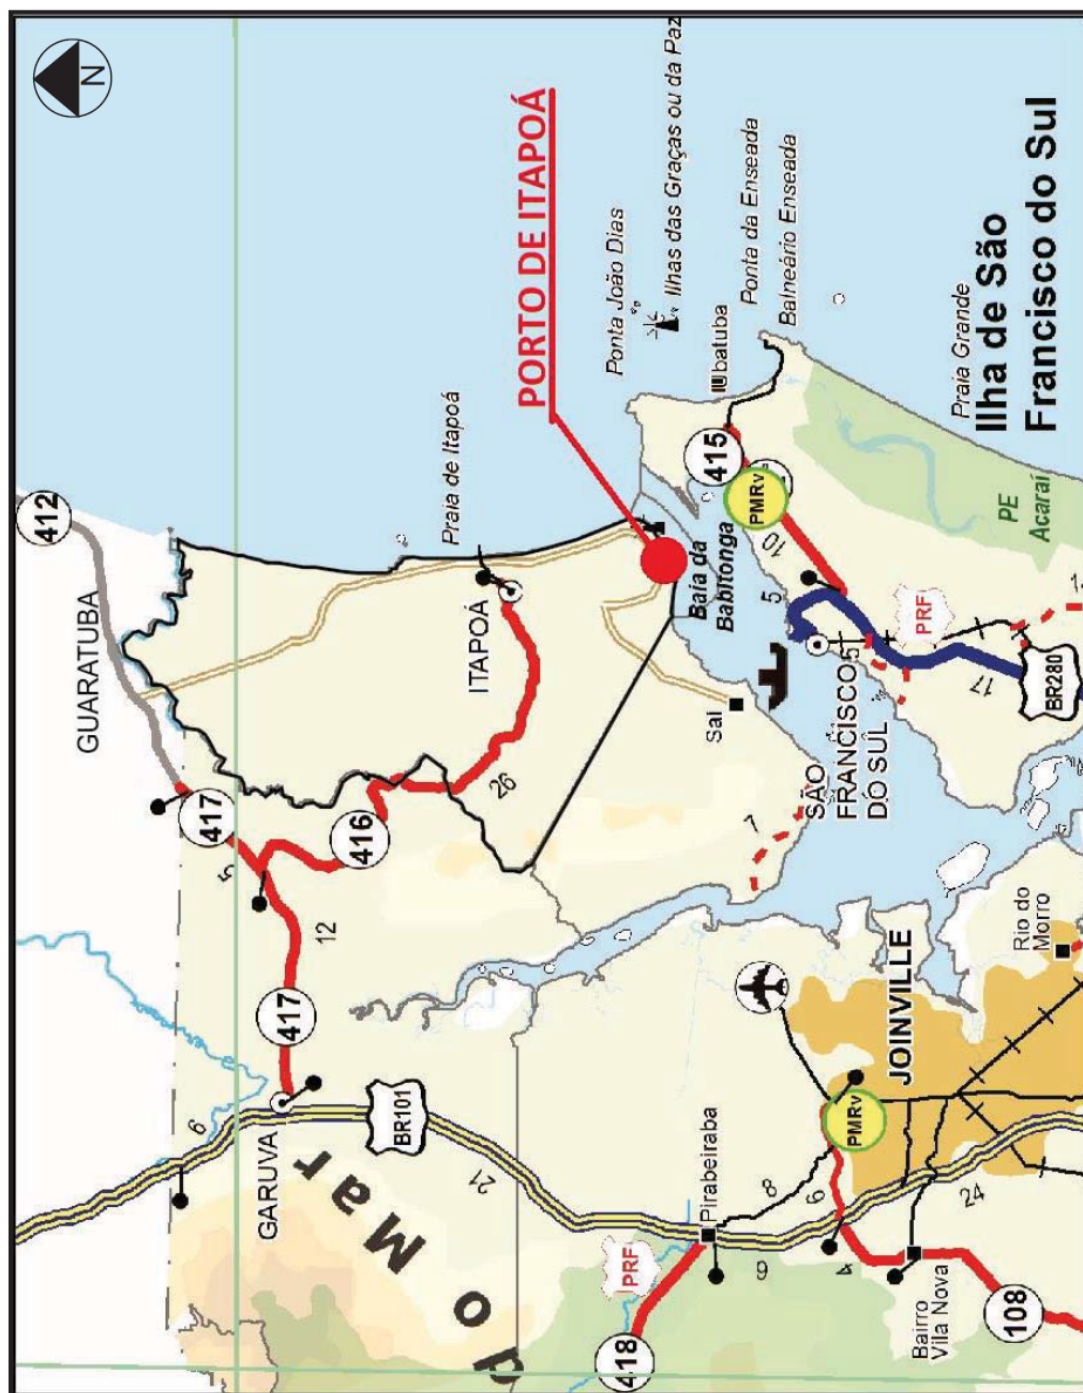 N
412
GUARATUBA
417
5
416
12
417
6
GARUVA
BR101
21
26
ITAPOÁ
Praia de Itapoá
PORTO DE ITAPOÁ
Ponta João Dias
Ilhas das Graças ou da Paz
Ubatuba
Ponta da Enseada
Balneário Enseada
415
PMRv
10
Baía da
Babitonga
Sai
5
7
SÃO
FRANCISCO
DO SUL
5
PRF
17
BR280
PE
Acaraí
Praia Grande
Ilha de São
Francisco do Sul
JOINVILLE
Rio do
Morro
PMRv
Pirabeiraba
8
6
9
4
24
PRF
418
Bairro
Vila Nova
108
o Mar